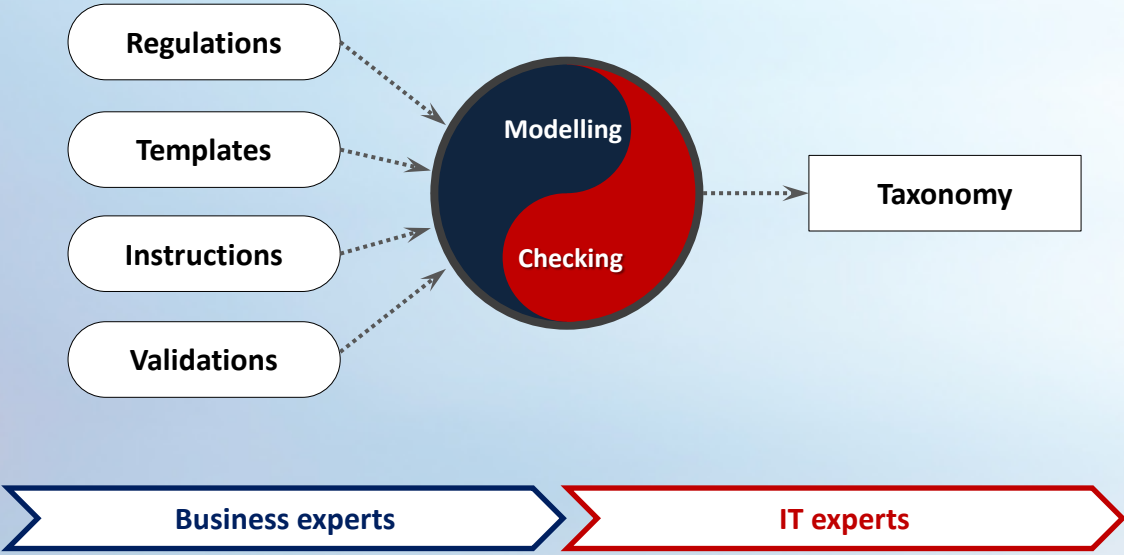 Regulations
Templates
Instructions
Validations
Modelling
Checking
Taxonomy
Business experts
IT experts